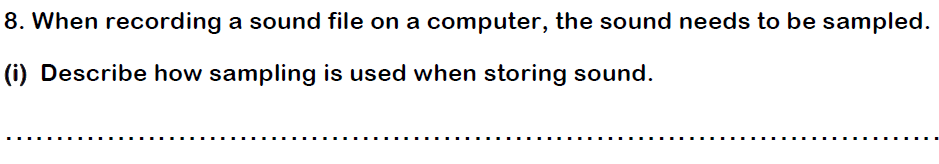 8. When recording a sound file on a computer, the sound needs to be sampled.
(i) Describe how sampling is used when storing sound.